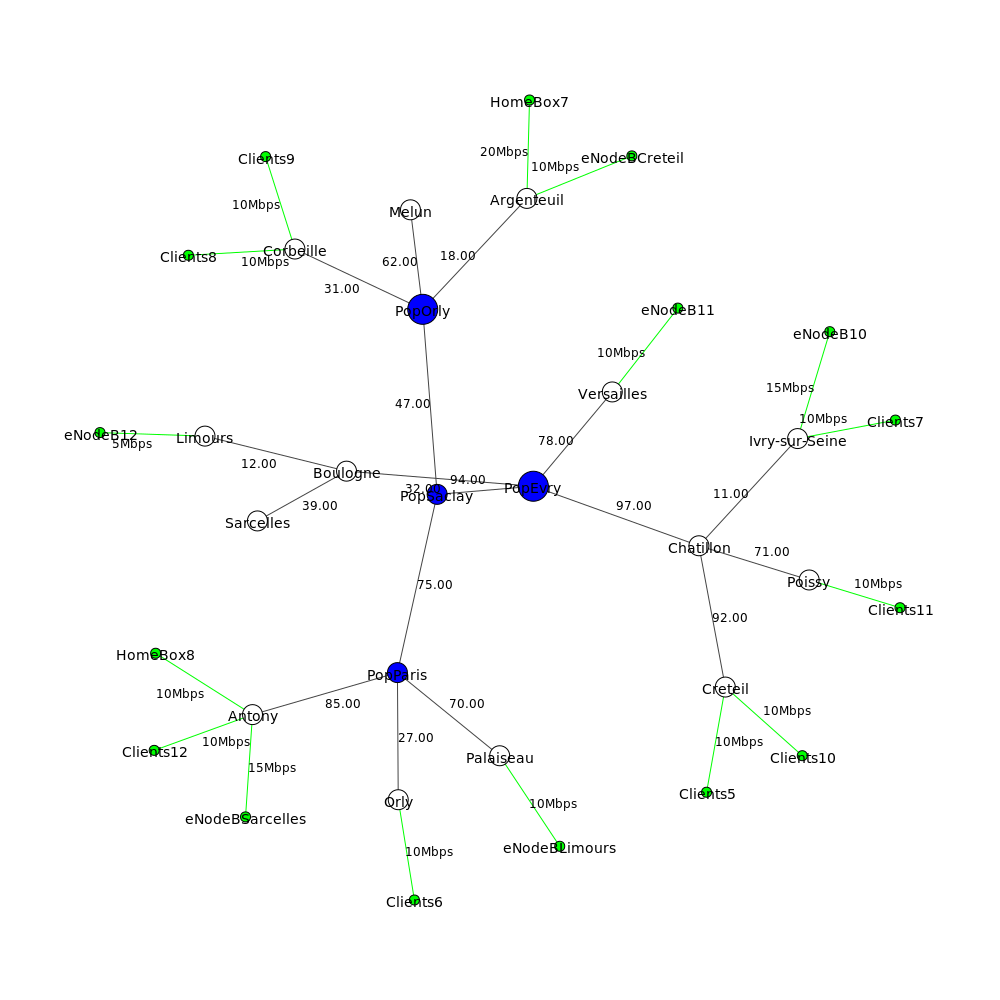 HomeBox7
20Mbps
eNodeBCreteil
10Mbps
Clients9
10Mbps
Melun
Argenteuil
Corbeille
Clients8
10Mbps
62.00
18.00
31.00
PopOrly
eNodeB11
eNodeB10
10Mbps
15Mbps
Versailles
47.00
10Mbps
Clients7
eNodeB12
5Mbps
Limours
78.00
Ivry-sur-Seine
12.00
Boulogne
94.00
32.00
PopSaclay
PopEvry
11.00
39.00
97.00
Sarcelles
Chatillon
71.00
75.00
Poissy
10Mbps
Clients11
92.00
HomeBox8
PopParis
10Mbps
Creteil
85.00
70.00
Antony
10Mbps
27.00
10Mbps
10Mbps
Clients12
Palaiseau
Clients10
15Mbps
Clients5
Orly
10Mbps
eNodeBSarcelles
eNodeBLimours
10Mbps
Clients6